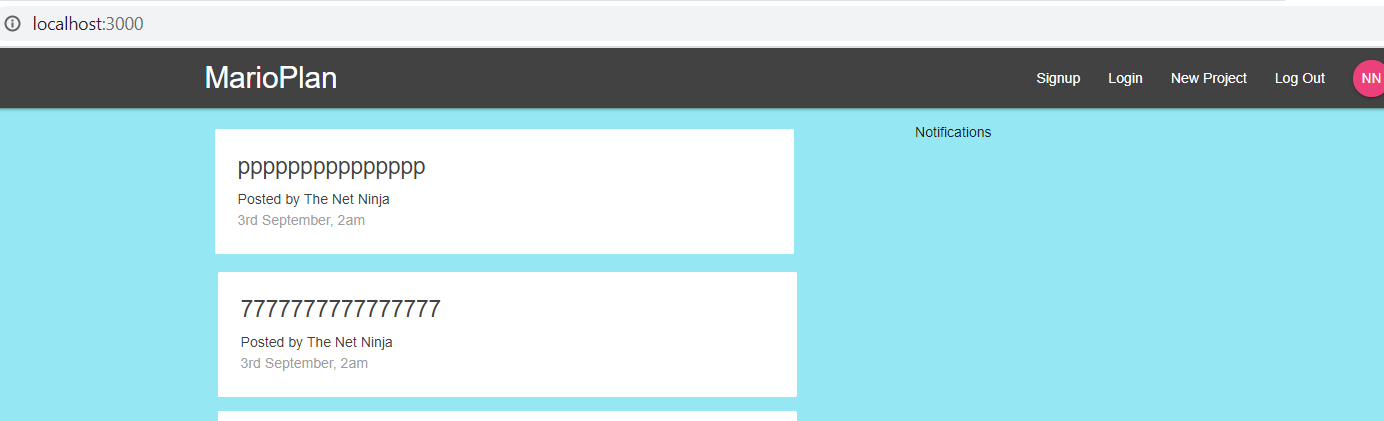 localhost:3000
MarioPlan
Signup Login New Project Log Out NN
Notifications
ppppppppppppppp
Posted by The Net Ninja
3rd September, 2am
7777777777777777
Posted by The Net Ninja
3rd September, 2am